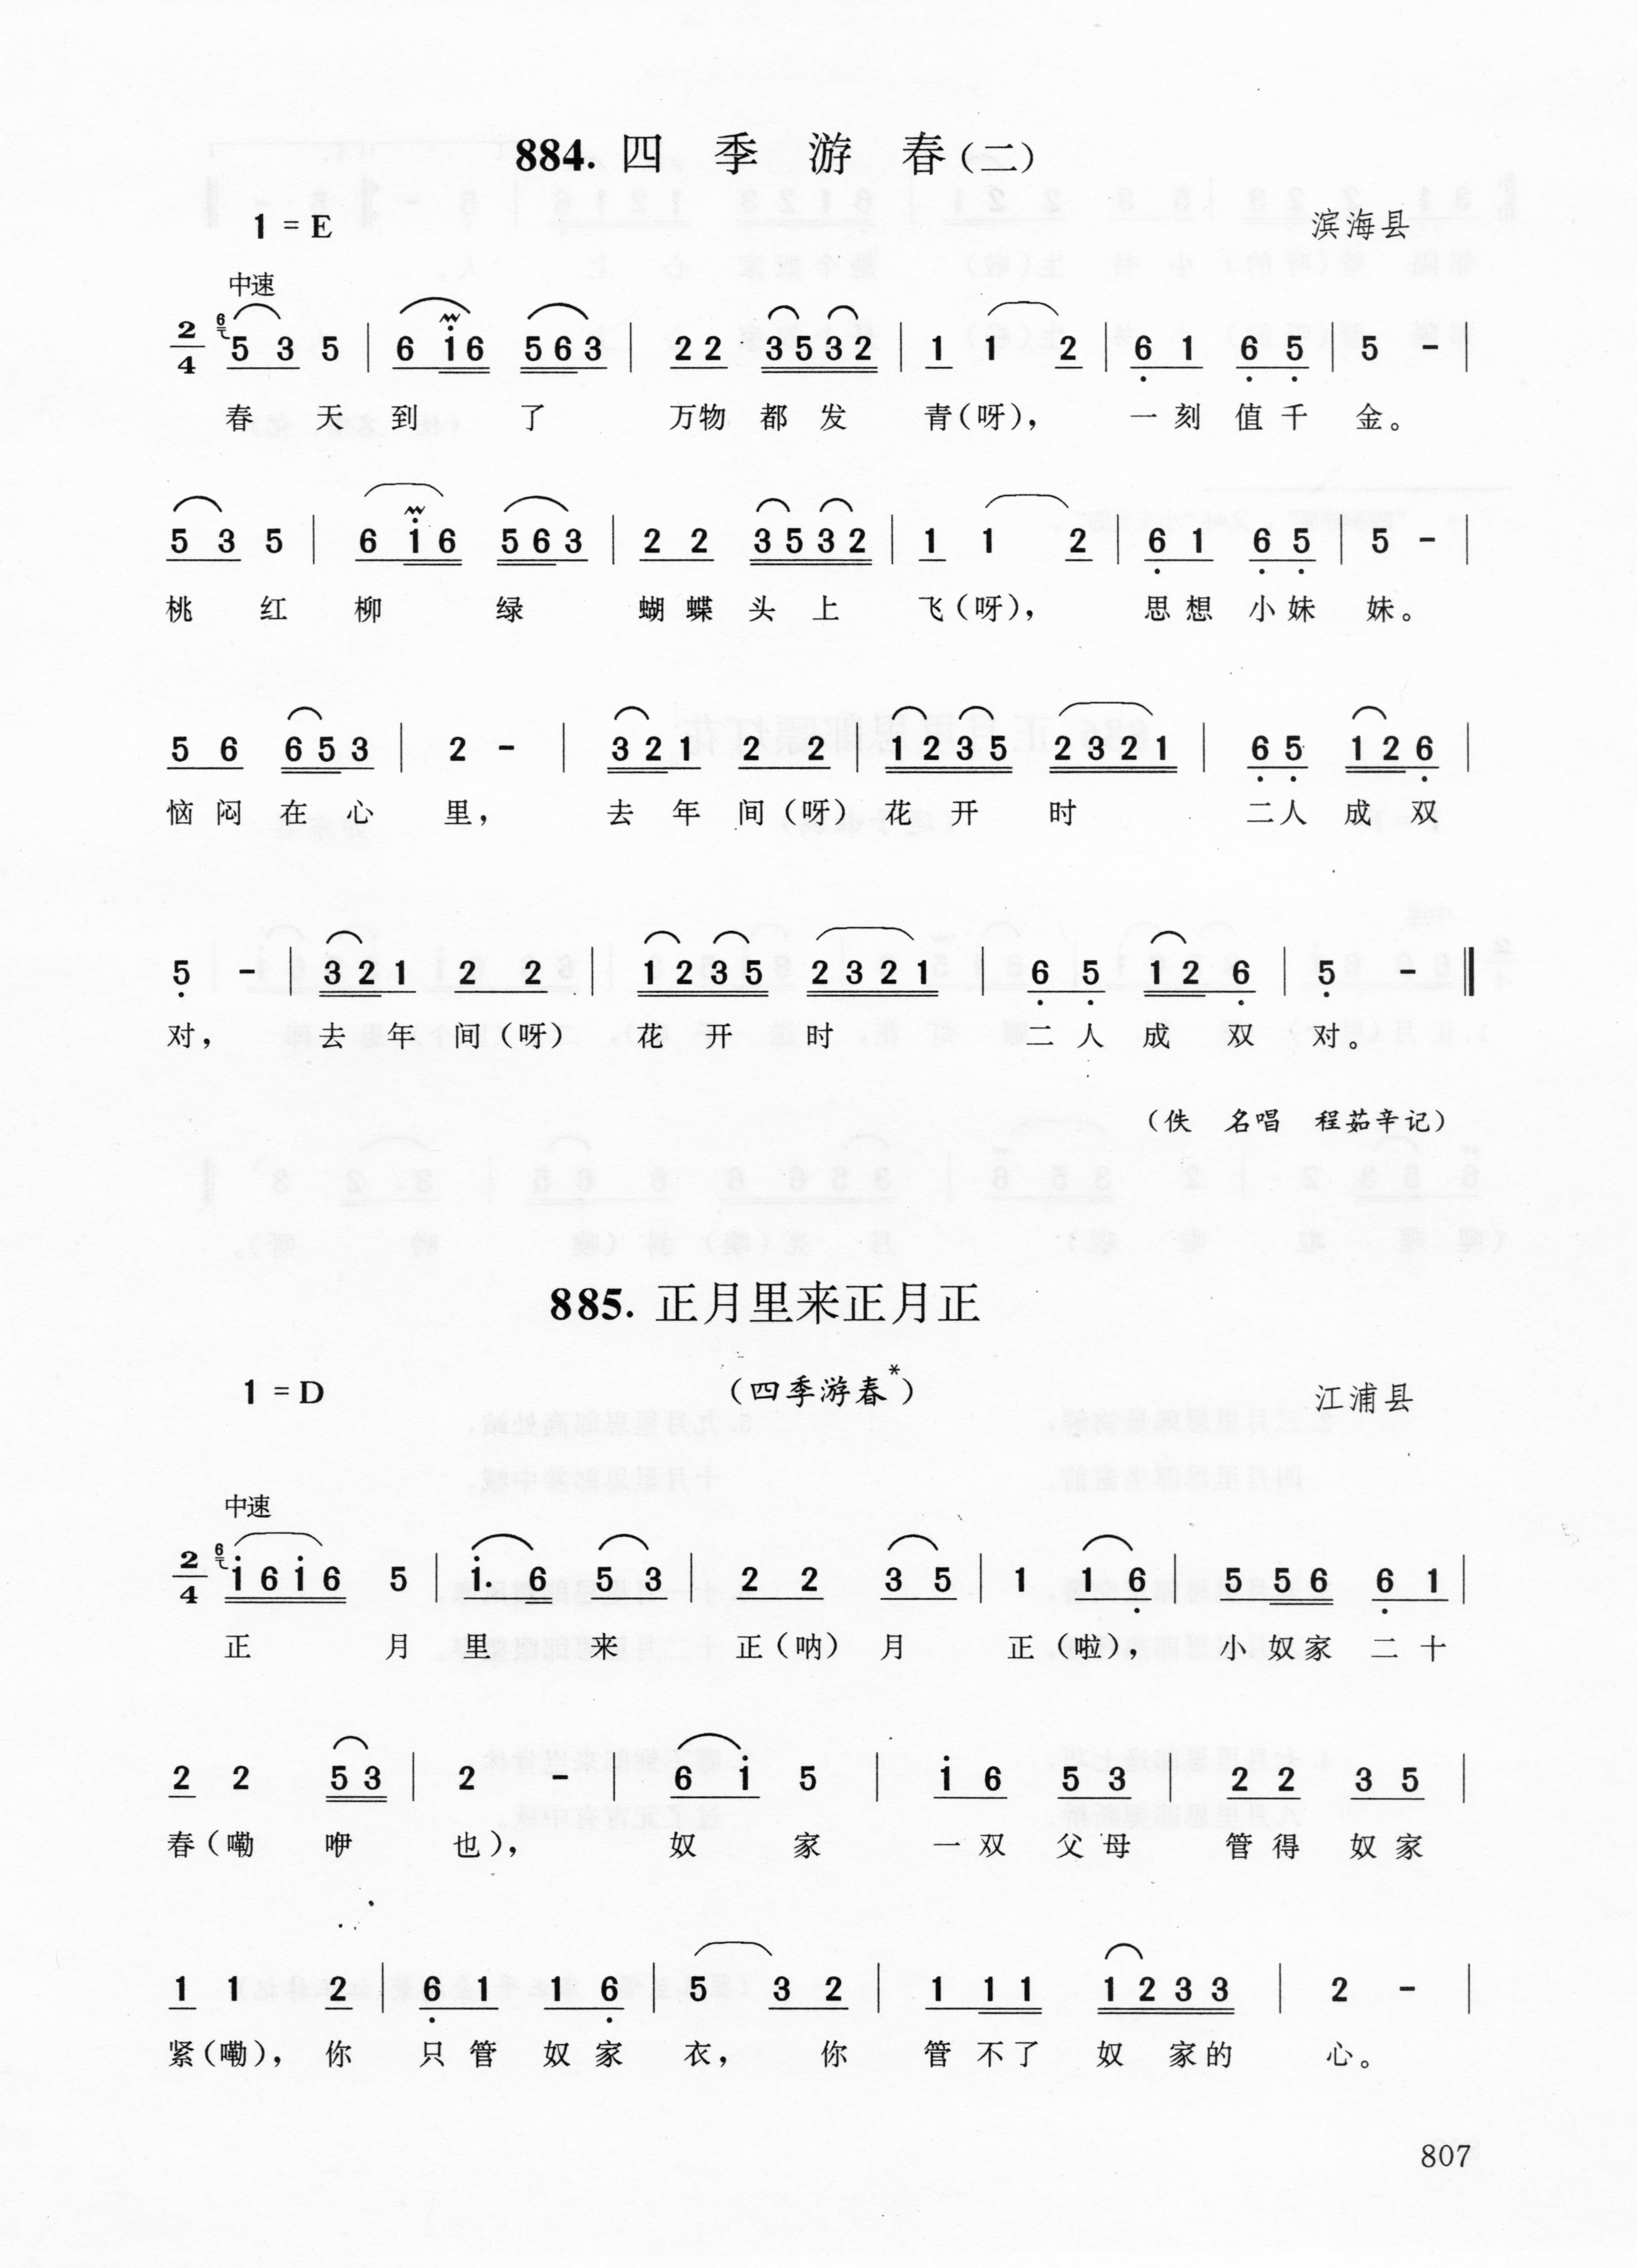 884. 四 季 游 春(二)
1 = E 滨海县
中速
2/4 6 5 3 5 | 6 i 6 5 6 3 | 2 2 3 5 3 2 | 1 1 2 | 6 1 6 5 | 5 - |
春 天 到 了 万物 都 发 青(呀), 一 刻 值 千 金。
5 3 5 | 6 i 6 5 6 3 | 2 2 3 5 3 2 | 1 1 2 | 6 1 6 5 | 5 - |
桃 红 柳 绿 蝴 蝶 头 上 飞(呀), 思 想 小 妹 妹。
5 6 6 5 3 | 2 - | 3 2 1 2 2 | 1 2 3 5 2 3 2 1 | 6 5 1 2 6 |
恼 闷 在 心 里, 去 年 间(呀) 花 开 时 二人 成 双
5 - | 3 2 1 2 2 | 1 2 3 5 2 3 2 1 | 6 5 1 2 6 | 5 - ‖
对, 去 年 间(呀) 花 开 时 二 人 成 双 对。
(佚 名唱 程茹辛记)
885. 正月里来正月正
1 = D (四季游春*) 江浦县
中速
2/4 6 i 6 i 6 5 | i. 6 5 3 | 2 2 3 5 | 1 1 6 | 5 5 6 6 1 |
正 月 里 来 正(呐) 月 正(啦), 小 奴家 二 十
2 2 5 3 | 2 - | 6 i 5 | i 6 5 3 | 2 2 3 5 |
春(嘞 咿 也), 奴 家 一 双 父 母 管 得 奴 家
1 1 2 | 6 1 1 6 | 5 3 2 | 1 1 1 1 2 3 3 | 2 - |
紧(嘞), 你 只 管 奴 家 衣, 你 管 不了 奴 家的 心。
807